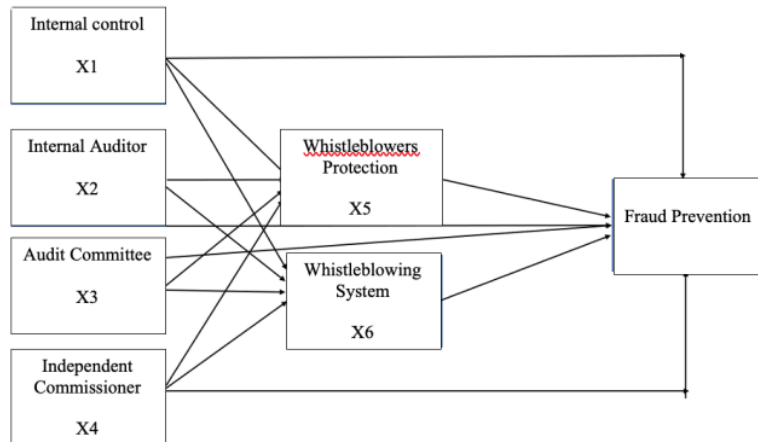 Internal control
X1
Internal Auditor
X2
Audit Committee
X3
Independent
Commissioner
X4
Whistleblowers
Protection
X5
Whistleblowing
System
X6
Fraud Prevention